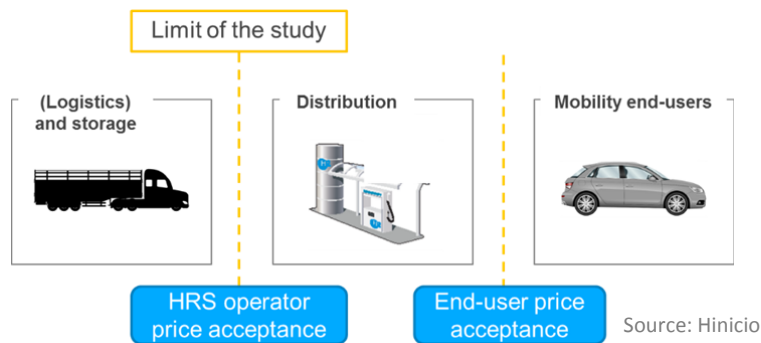 Limit of the study
(Logistics)
and storage
Distribution
Mobility end-users
HRS operator
price acceptance
End-user price
acceptance
Source: Hinicio